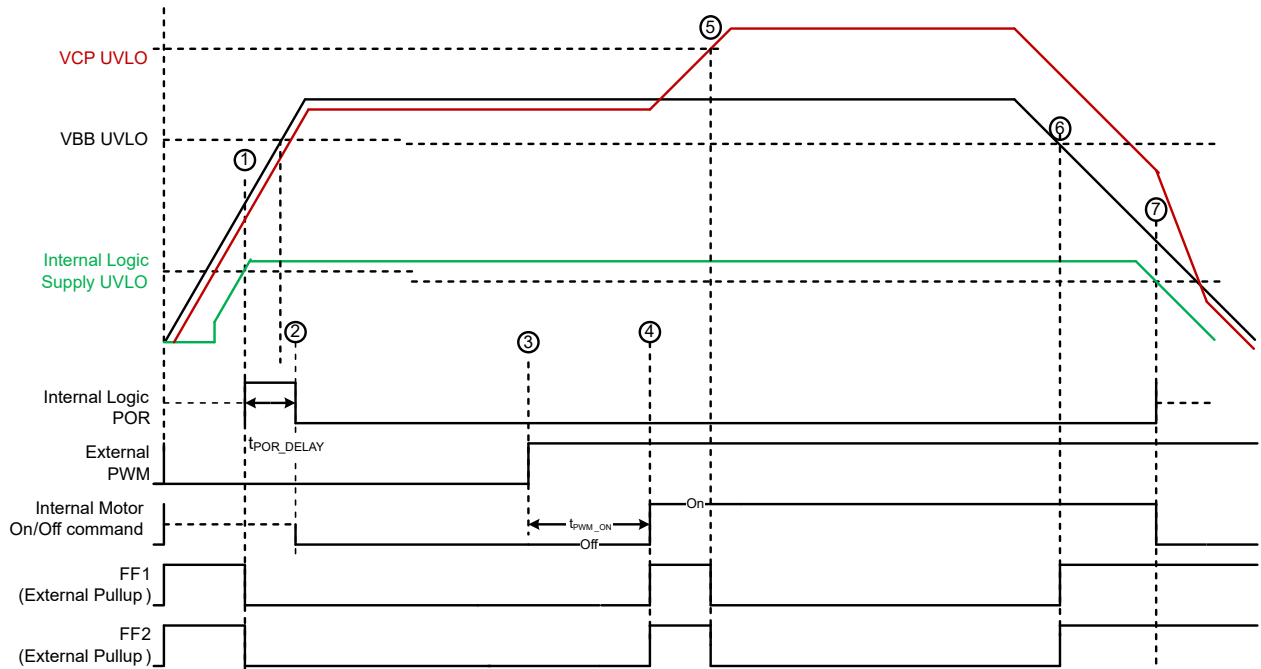 5
VCP UVLO
VBB UVLO
6
1
7
Internal Logic
Supply UVLO
2
3
4
Internal Logic
POR
tPOR_DELAY
External
PWM
Internal Motor
On/Off command
On
tPWM_ON
Off
FF1
(External Pullup)
FF2
(External Pullup)